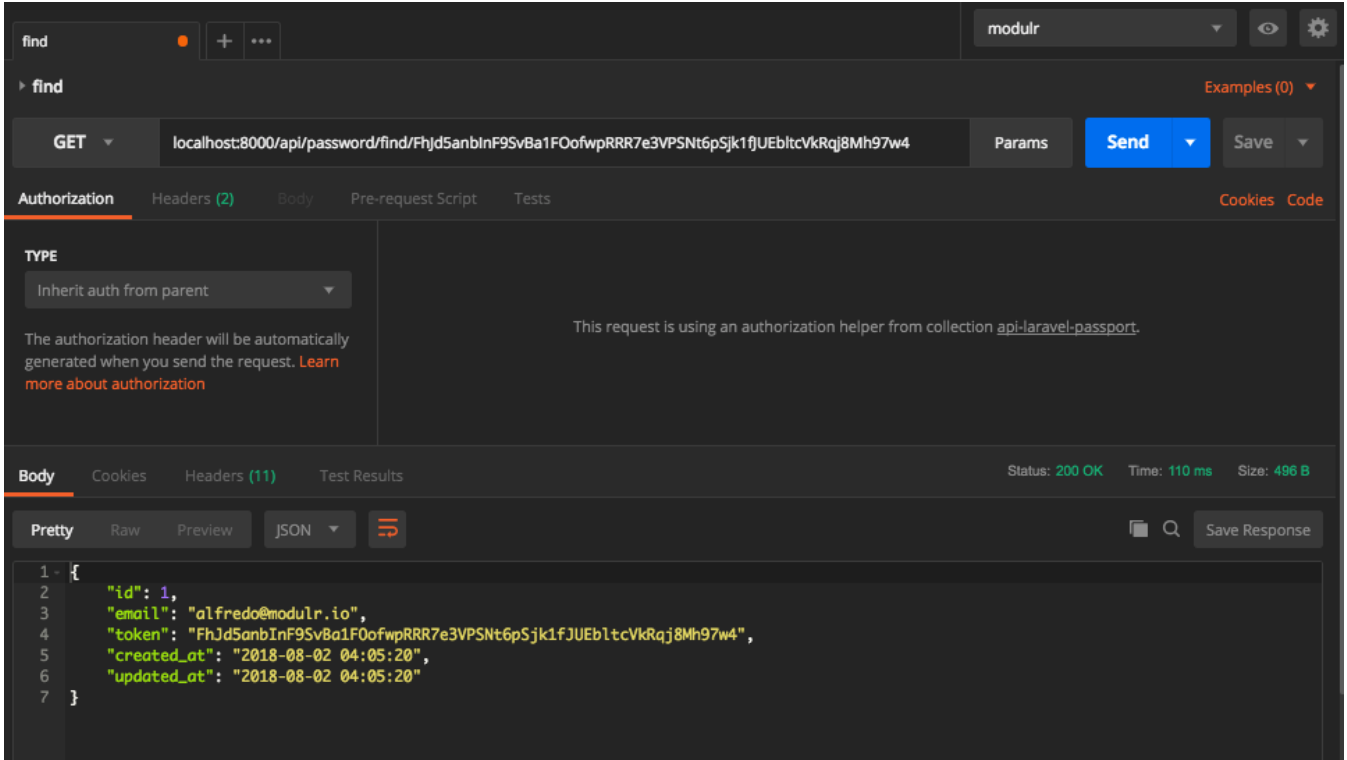 find
+ •••
modulr
find
Examples (0)
GET
localhost:8000/api/password/find/FhJd5anbInF9SvBa1FOofwpRRR7e3VPSNt6pSjk1fJUEbltcVkRqj8Mh97w4
Params
Send
Save
Authorization Headers (2) Body Pre-request Script Tests
Cookies Code
TYPE
Inherit auth from parent
The authorization header will be automatically
generated when you send the request. Learn
more about authorization
This request is using an authorization helper from collection api-laravel-passport.
Body Cookies Headers (11) Test Results
Status: 200 OK Time: 110 ms Size: 496 B
Pretty Raw Preview JSON
Save Response
1 {
2 "id": 1,
3 "email": "alfredo@modulr.io",
4 "token": "FhJd5anbInF9SvBa1FOofwpRRR7e3VPSNt6pSjk1fJUEbltcVkRqj8Mh97w4",
5 "created_at": "2018-08-02 04:05:20",
6 "updated_at": "2018-08-02 04:05:20"
7 }